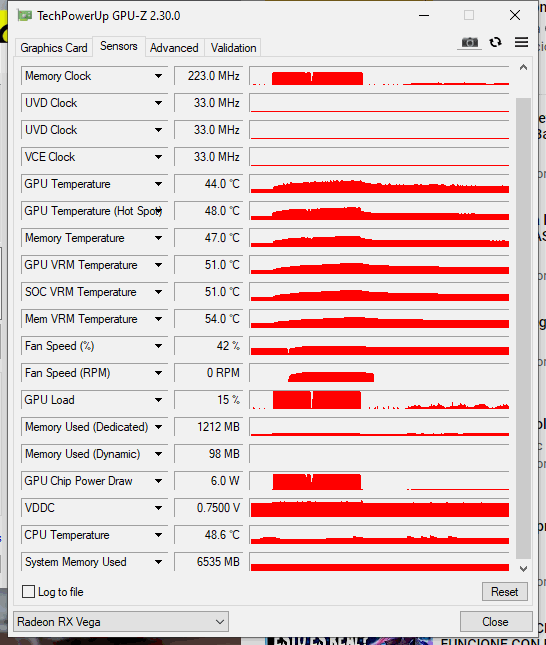 TechPowerUp GPU-Z 2.30.0
Graphics Card Sensors Advanced Validation
Memory Clock 223.0 MHz
UVD Clock 33.0 MHz
UVD Clock 33.0 MHz
VCE Clock 33.0 MHz
GPU Temperature 44.0 °C
GPU Temperature (Hot Spot) 48.0 °C
Memory Temperature 47.0 °C
GPU VRM Temperature 51.0 °C
SOC VRM Temperature 51.0 °C
Mem VRM Temperature 54.0 °C
Fan Speed (%) 42 %
Fan Speed (RPM) 0 RPM
GPU Load 15 %
Memory Used (Dedicated) 1212 MB
Memory Used (Dynamic) 98 MB
GPU Chip Power Draw 6.0 W
VDDC 0.7500 V
CPU Temperature 48.6 °C
System Memory Used 6535 MB
Log to file Reset
Radeon RX Vega Close